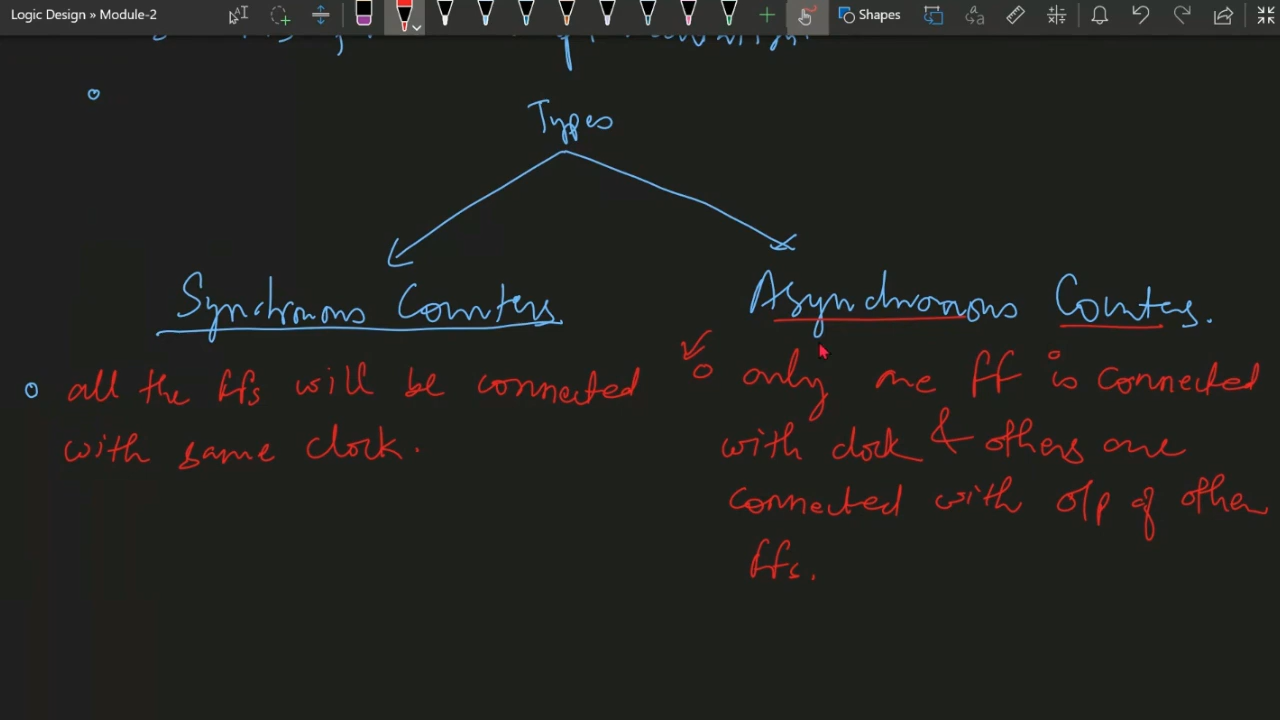 Logic Design » Module-2
Shapes
Types
Synchronous Counters
Asynchronous Counters.
all the ffs will be connected
with same clock.
only one ff is connected
with clock & others are
connected with o/p of other
ffs.